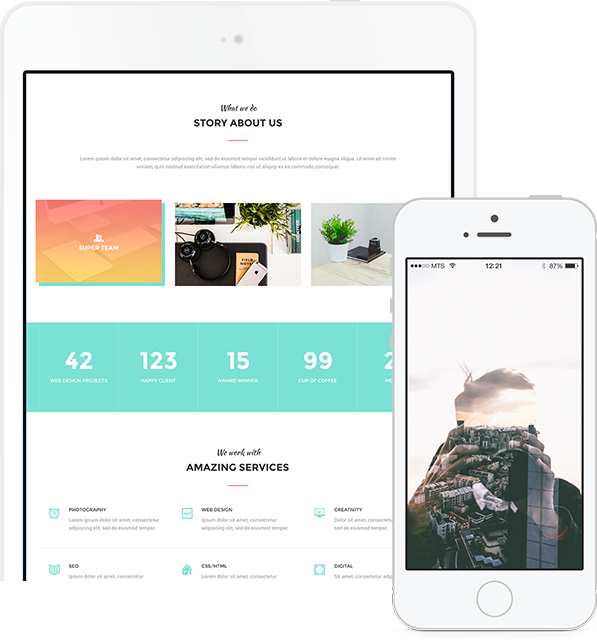 What we do
STORY ABOUT US
Lorem ipsum dolor sit amet, consectetur adipiscing elit, sed do eiusmod tempor incididunt ut labore et dolore magna aliqua. Ut enim ad minim
veniam, quis nostrud exercitation ullamco laboris nisi ut aliquip ex ea commodo consequat.
SUPER TEAM
FIELD
NOTES
42
123
15
99
2
WEB DESIGN PROJECTS
HAPPY CLIENT
AWARD WINNER
CUP OF COFFEE
ME
We work with
AMAZING SERVICES
PHOTOGRAPHY
Lorem ipsum dolor sit amet, consectetur
adipiscing elit, sed do eiusmod tempor.
WEB DESIGN
Lorem ipsum dolor sit amet, consectetur
adipiscing elit, sed do eiusmod tempor.
CREATIVITY
Lorem ipsum dolor
adipiscing elit, sed
SEO
Lorem ipsum dolor sit amet, consectetur
CSS/HTML
Lorem ipsum dolor sit amet, consectetur
DIGITAL
Sit amet, consectetur
MTS
12:21
87%